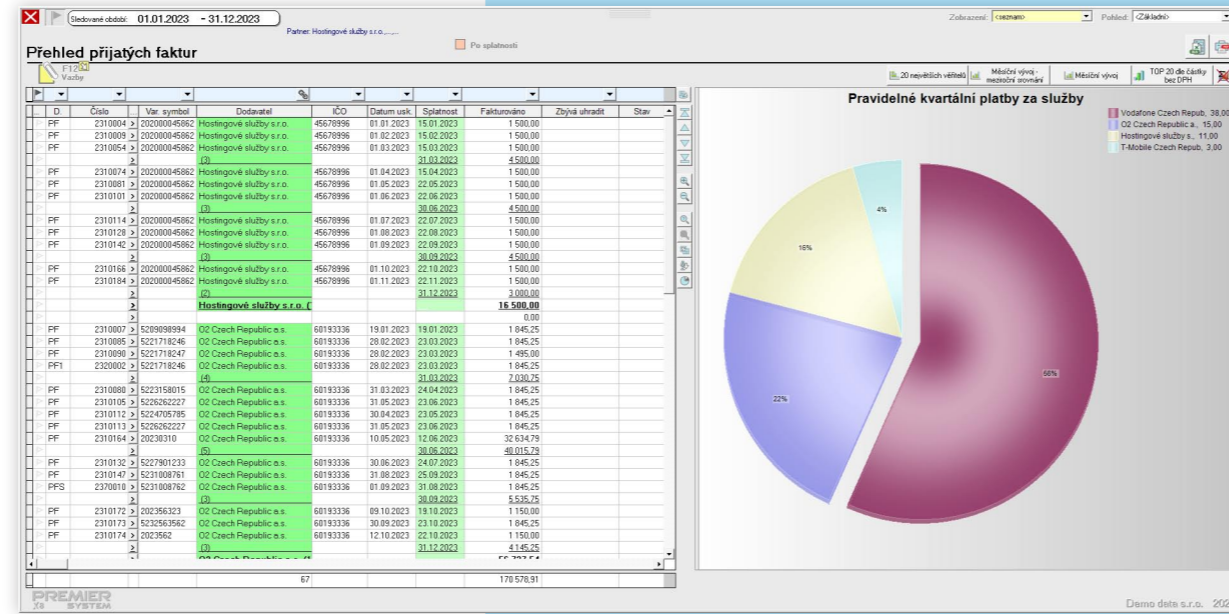 Sledované období: 01.01.2023 - 31.12.2023
Zobrazení: <seznam> Pohled: <Základní>
Partner: Hostingové služby s.r.o.,...,...
Po splatnosti
Přehled přijatých faktur
F12
Vazby
20 největších věřitelů
Měsíční vývoj - meziroční srovnání
Měsíční vývoj
TOP 20 dle částky bez DPH
D. Číslo Var. symbol Dodavatel IČO Datum usk. Splatnost Fakturováno Zbývá uhradit Stav
PF 2310004 > 202000045862 Hostingové služby s.r.o. 45678996 01.01.2023 15.01.2023 1 500,00
PF 2310009 > 202000045862 Hostingové služby s.r.o. 45678996 01.02.2023 15.02.2023 1 500,00
PF 2310054 > 202000045862 Hostingové služby s.r.o. 45678996 01.03.2023 15.03.2023 1 500,00
> (3) 31.03.2023 4 500,00
PF 2310074 > 202000045862 Hostingové služby s.r.o. 45678996 01.04.2023 15.04.2023 1 500,00
PF 2310081 > 202000045862 Hostingové služby s.r.o. 45678996 01.05.2023 22.05.2023 1 500,00
PF 2310101 > 202000045862 Hostingové služby s.r.o. 45678996 01.06.2023 22.06.2023 1 500,00
> (3) 30.06.2023 4 500,00
PF 2310114 > 202000045862 Hostingové služby s.r.o. 45678996 01.07.2023 22.07.2023 1 500,00
PF 2310128 > 202000045862 Hostingové služby s.r.o. 45678996 01.08.2023 22.08.2023 1 500,00
PF 2310142 > 202000045862 Hostingové služby s.r.o. 45678996 01.09.2023 22.09.2023 1 500,00
> (3) 30.09.2023 4 500,00
PF 2310166 > 202000045862 Hostingové služby s.r.o. 45678996 01.10.2023 22.10.2023 1 500,00
PF 2310184 > 202000045862 Hostingové služby s.r.o. 45678996 01.11.2023 22.11.2023 1 500,00
> (2) 31.12.2023 3 000,00
> Hostingové služby s.r.o. ( 16 500,00
> 0,00
PF 2310007 > 5209098994 O2 Czech Republic a.s. 60193336 19.01.2023 19.01.2023 1 845,25
PF 2310085 > 5221718246 O2 Czech Republic a.s. 60193336 28.02.2023 23.03.2023 1 845,25
PF 2310090 > 5221718247 O2 Czech Republic a.s. 60193336 28.02.2023 23.03.2023 1 495,00
PF1 2320002 > 5221718246 O2 Czech Republic a.s. 60193336 28.02.2023 23.03.2023 1 845,25
> (4) 31.03.2023 7 030,75
PF 2310080 > 5223158015 O2 Czech Republic a.s. 60193336 31.03.2023 24.04.2023 1 845,25
PF 2310105 > 5226262227 O2 Czech Republic a.s. 60193336 31.05.2023 23.06.2023 1 845,25
PF 2310112 > 5224705785 O2 Czech Republic a.s. 60193336 30.04.2023 23.05.2023 1 845,25
PF 2310113 > 5226262227 O2 Czech Republic a.s. 60193336 31.05.2023 23.06.2023 1 845,25
PF 2310164 > 20230310 O2 Czech Republic a.s. 60193336 10.05.2023 12.06.2023 32 634,79
> (5) 30.06.2023 40 015,79
PF 2310132 > 5227901233 O2 Czech Republic a.s. 60193336 30.06.2023 24.07.2023 1 845,25
PF 2310147 > 5231008761 O2 Czech Republic a.s. 60193336 31.08.2023 25.09.2023 1 845,25
PFS 2370010 > 5231008762 O2 Czech Republic a.s. 60193336 01.09.2023 31.08.2023 1 845,25
> (3) 30.09.2023 5 535,75
PF 2310172 > 202356323 O2 Czech Republic a.s. 60193336 09.10.2023 19.10.2023 1 150,00
PF 2310173 > 5232563562 O2 Czech Republic a.s. 60193336 30.09.2023 23.10.2023 1 845,25
PF 2310174 > 2023562 O2 Czech Republic a.s. 60193336 12.10.2023 22.10.2023 1 150,00
> (3) 31.12.2023 4 145,25
67 170 578,91
Pravidelné kvartální platby za služby
Vodafone Czech Repub, 38,00
O2 Czech Republic a., 15,00
Hostingové služby s., 11,00
T-Mobile Czech Repub, 3,00
4%
16%
60%
22%
PREMIER
X8 SYSTEM
Demo data s.r.o. 202